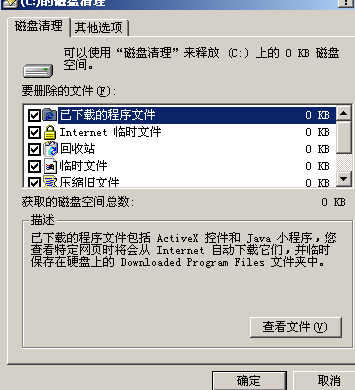 (C:)的磁盘清理
磁盘清理 其他选项
可以使用“磁盘清理”来释放 (C:) 上的 0 KB 磁盘
空间。
要删除的文件(F):
已下载的程序文件 0 KB
Internet 临时文件 0 KB
回收站 0 KB
临时文件 0 KB
压缩旧文件 0 KB
获取的磁盘空间总数: 0 KB
描述
已下载的程序文件包括 ActiveX 控件和 Java 小程序，您
查看特定网页时将会从 Internet 自动下载它们，并临时
保存在硬盘上的 Downloaded Program Files 文件夹中。
查看文件(V)
确定 取消